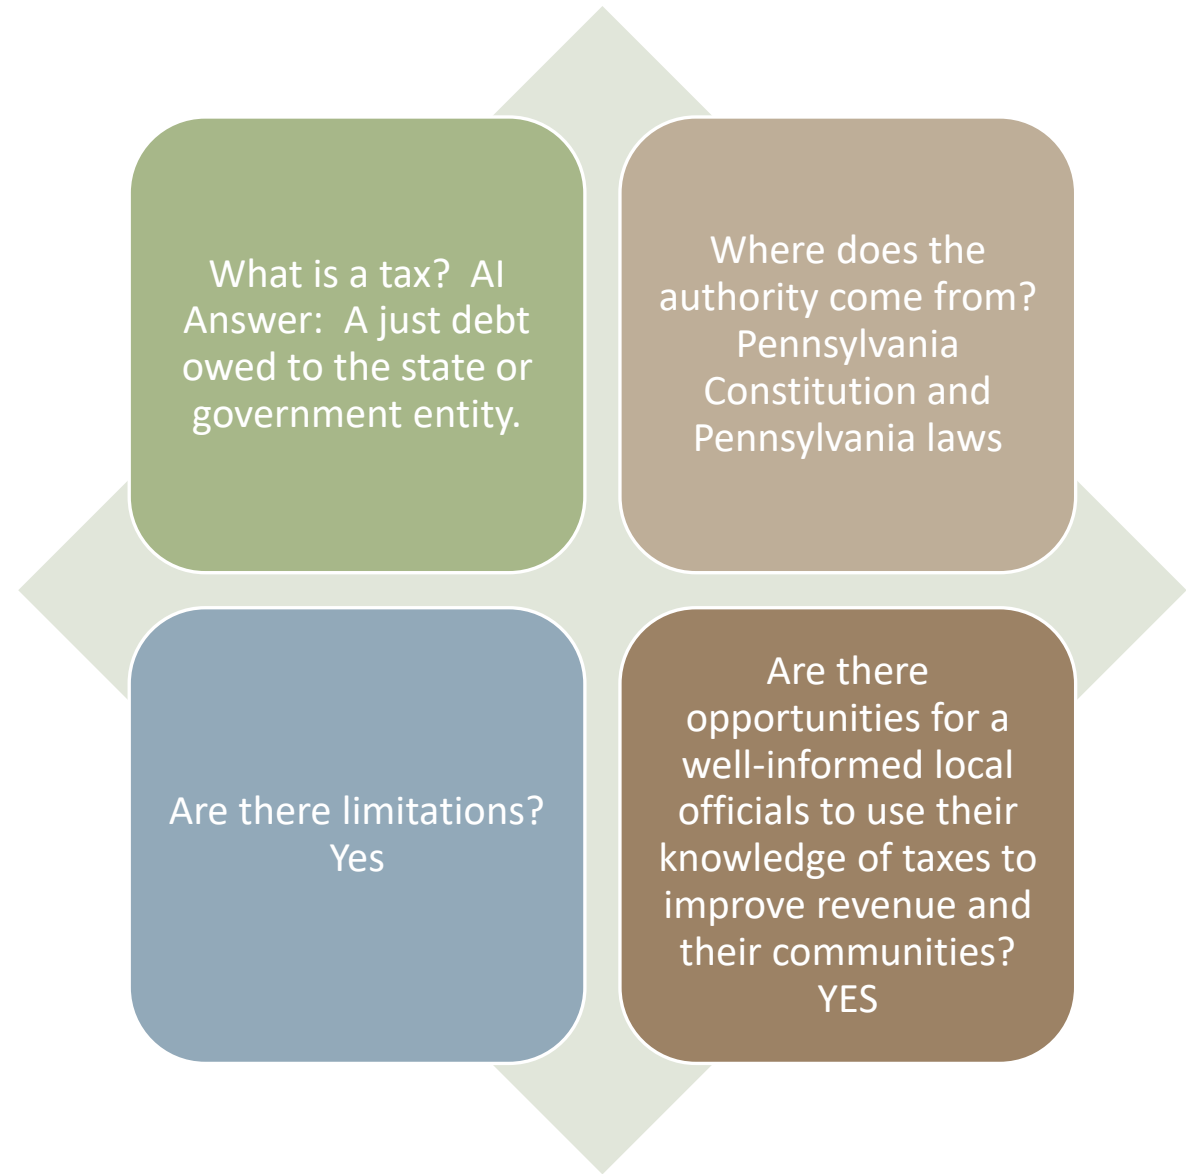 What is a tax?  AI
Answer:  A just debt
owed to the state or
government entity.
Where does the
authority come from?
Pennsylvania
Constitution and
Pennsylvania laws
Are there limitations?
Yes
Are there
opportunities for a
well-informed local
officials to use their
knowledge of taxes to
improve revenue and
their communities?
YES